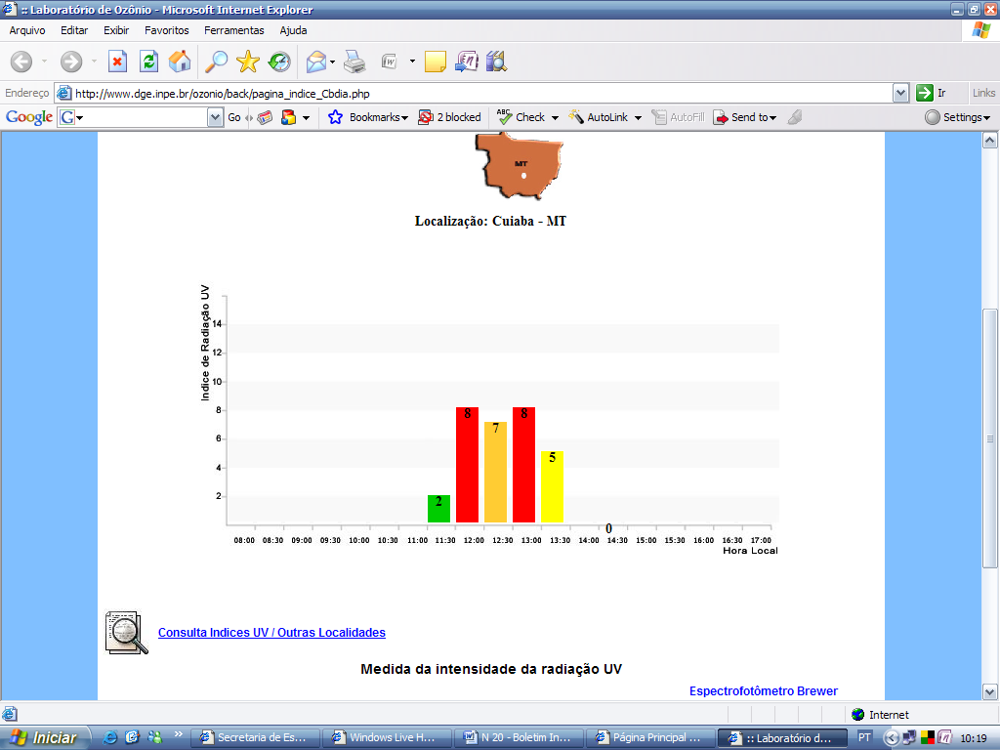 :: Laboratório de Ozônio - Microsoft Internet Explorer
Arquivo Editar Exibir Favoritos Ferramentas Ajuda
Endereço http://www.dge.inpe.br/ozonio/back/pagina_indice_Cbdia.php Ir Links
Google G Go Bookmarks 2 blocked ABC Check AutoLink AutoFill Send to Settings
MT
Localização: Cuiaba - MT
Indice de Radiação UV
14
12
10
8
6
4
2
2 8 7 8 5 0
08:00 08:30 09:00 09:30 10:00 10:30 11:00 11:30 12:00 12:30 13:00 13:30 14:00 14:30 15:00 15:30 16:00 16:30 17:00
Hora Local
Consulta Indices UV / Outras Localidades
Medida da intensidade da radiação UV
Espectrofotômetro Brewer
Internet
Iniciar » Secretaria de Es... Windows Live H... N 20 - Boletim In... Página Principal ... :: Laboratório d... PT 10:19